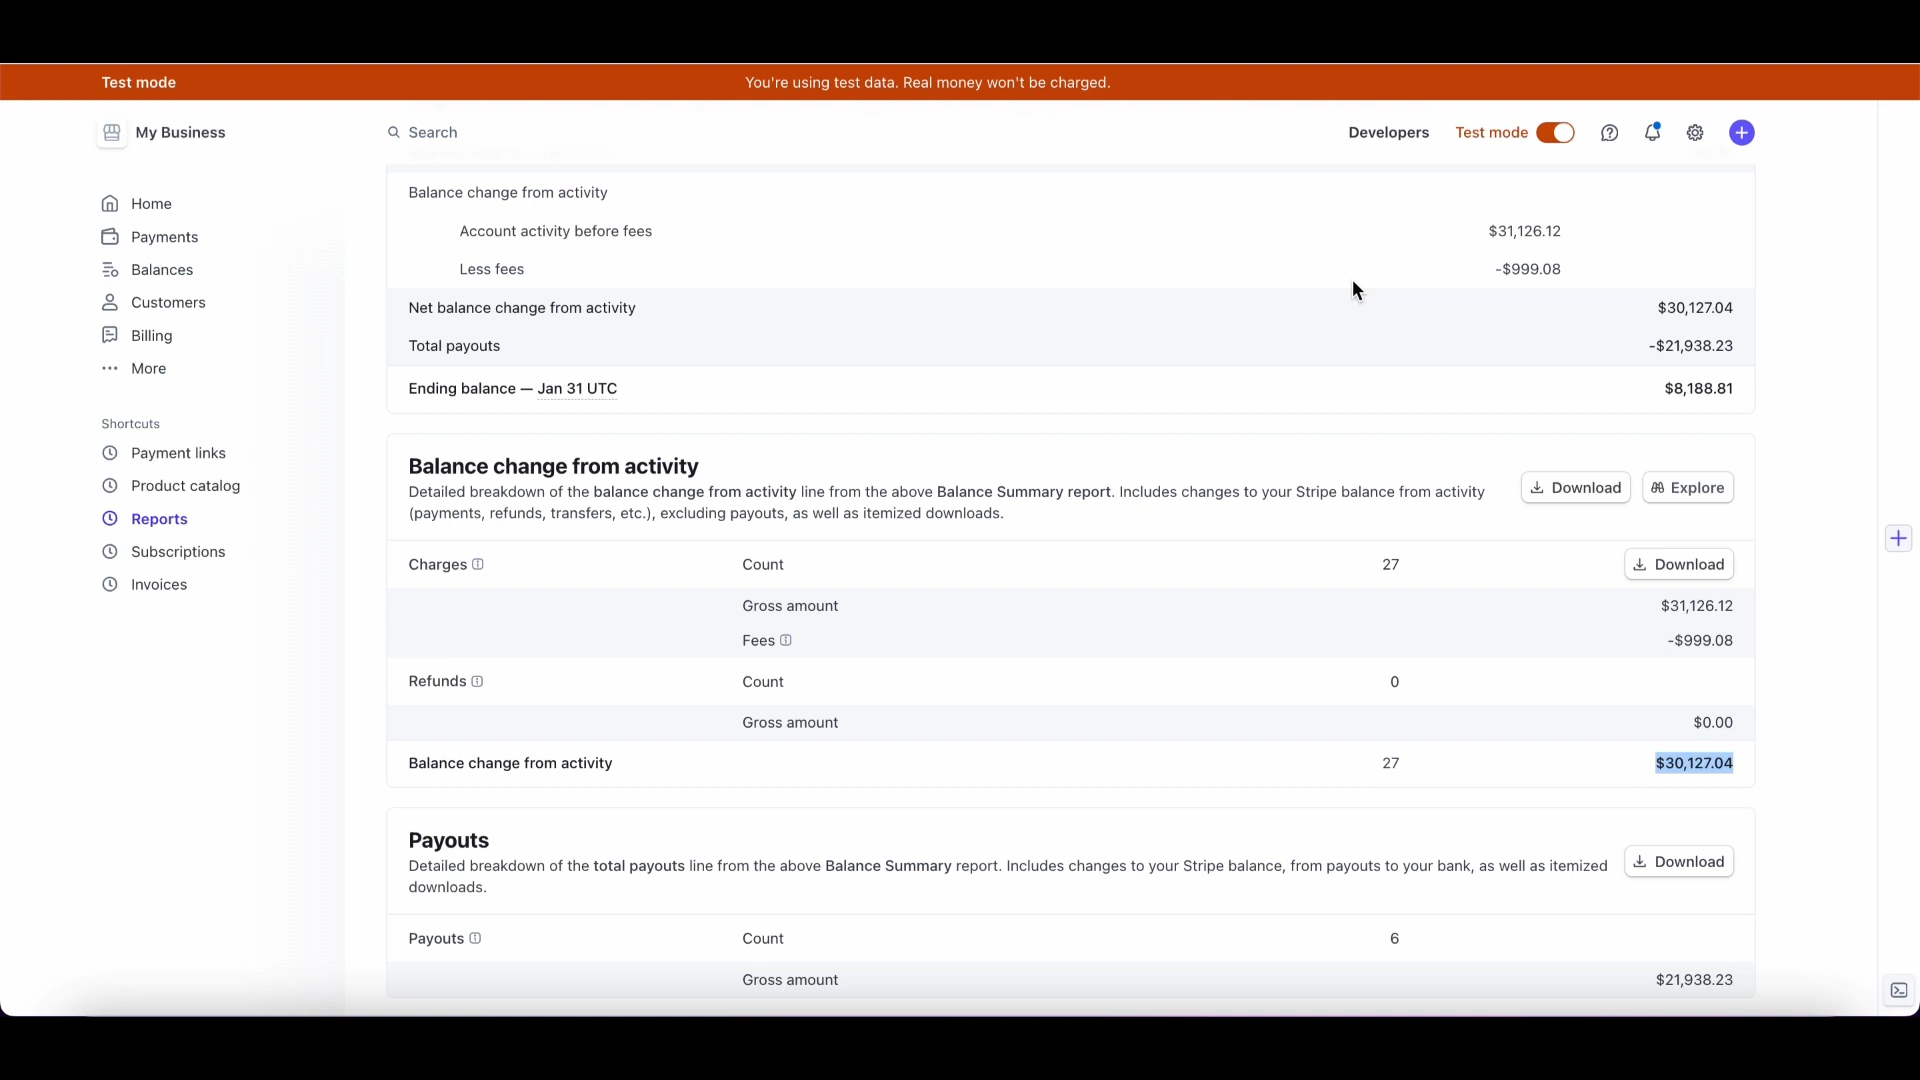 Test mode
You're using test data. Real money won't be charged.
My Business
Search
Developers
Test mode
Home
Payments
Balances
Customers
Billing
More
Shortcuts
Payment links
Product catalog
Reports
Subscriptions
Invoices
Balance change from activity
Account activity before fees $31,126.12
Less fees -$999.08
Net balance change from activity $30,127.04
Total payouts -$21,938.23
Ending balance — Jan 31 UTC $8,188.81
Balance change from activity
Detailed breakdown of the balance change from activity line from the above Balance Summary report. Includes changes to your Stripe balance from activity
(payments, refunds, transfers, etc.), excluding payouts, as well as itemized downloads.
Download
Explore
Charges Count 27 Download
Gross amount $31,126.12
Fees -$999.08
Refunds Count 0
Gross amount $0.00
Balance change from activity 27 $30,127.04
Payouts
Detailed breakdown of the total payouts line from the above Balance Summary report. Includes changes to your Stripe balance, from payouts to your bank, as well as itemized
downloads.
Download
Payouts Count 6
Gross amount $21,938.23